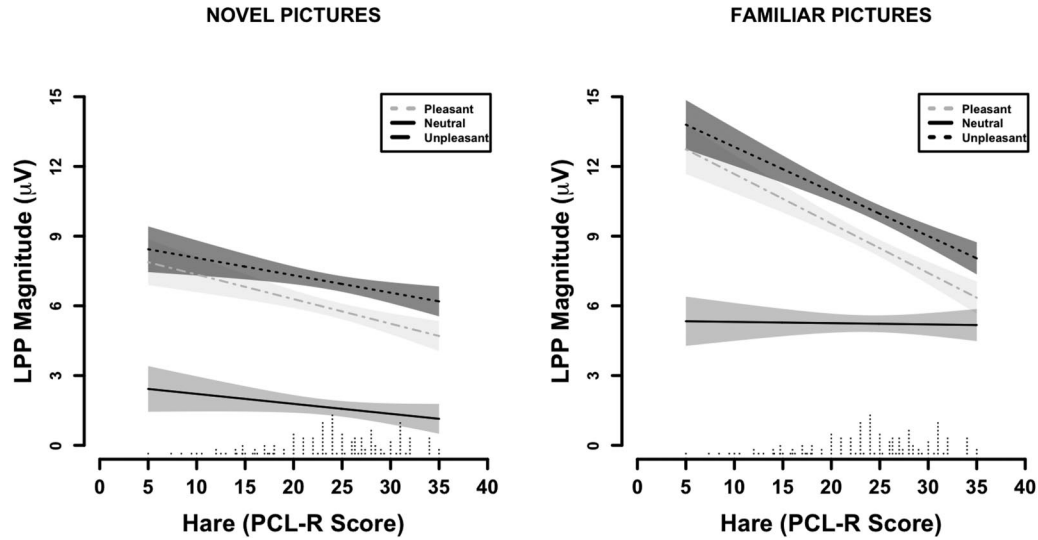 NOVEL PICTURES
FAMILIAR PICTURES
LPP Magnitude (μV)
15
12
9
6
3
0
Pleasant
Neutral
Unpleasant
0 5 10 15 20 25 30 35 40
Hare (PCL-R Score)
LPP Magnitude (μV)
15
12
9
6
3
0
Pleasant
Neutral
Unpleasant
0 5 10 15 20 25 30 35 40
Hare (PCL-R Score)